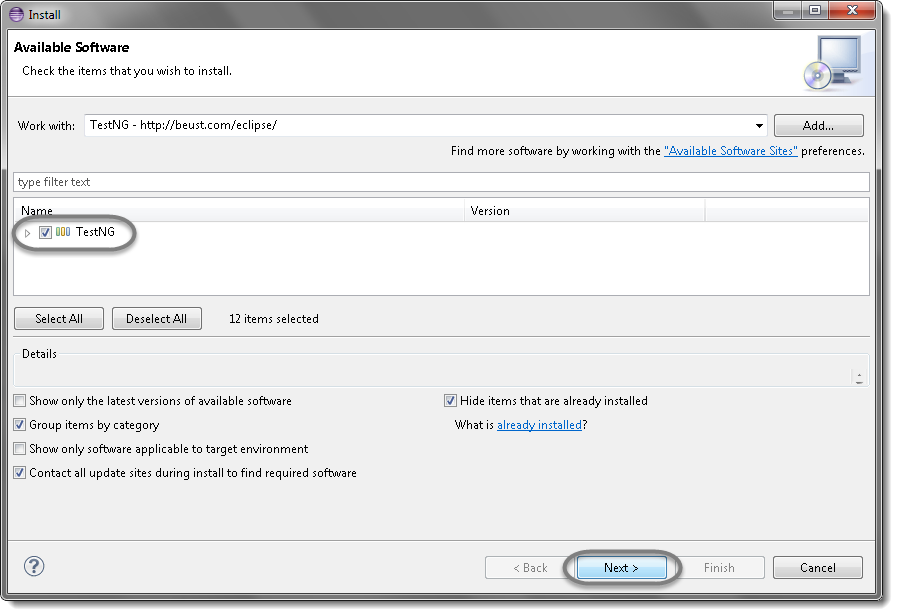 Install
Available Software
Check the items that you wish to install.
Work with: TestNG - http://beust.com/eclipse/ Add...
Find more software by working with the "Available Software Sites" preferences.
type filter text
Name Version
TestNG
Select All Deselect All 12 items selected
Details
Show only the latest versions of available software Hide items that are already installed
Group items by category What is already installed?
Show only software applicable to target environment
Contact all update sites during install to find required software
? < Back Next > Finish Cancel